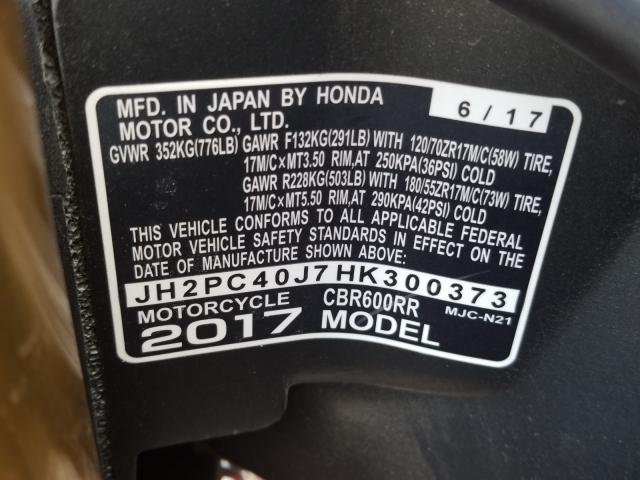 MFD. IN JAPAN BY HONDA 6 / 17
MOTOR CO., LTD.
GVWR 352KG(776LB) GAWR F132KG(291LB) WITH 120/70ZR17M/C(58W) TIRE,
17M/C×MT3.50 RIM,AT 250KPA(36PSI) COLD
GAWR R228KG(503LB) WITH 180/55ZR17M/C(73W) TIRE,
17M/C×MT5.50 RIM,AT 290KPA(42PSI) COLD
THIS VEHICLE CONFORMS TO ALL APPLICABLE FEDERAL
MOTOR VEHICLE SAFETY STANDARDS IN EFFECT ON THE
DATE OF MANUFACTURE SHOWN ABOVE:
JH2PC40J7HK300373
MOTORCYCLE CBR600RR MJC-N21
2017 MODEL